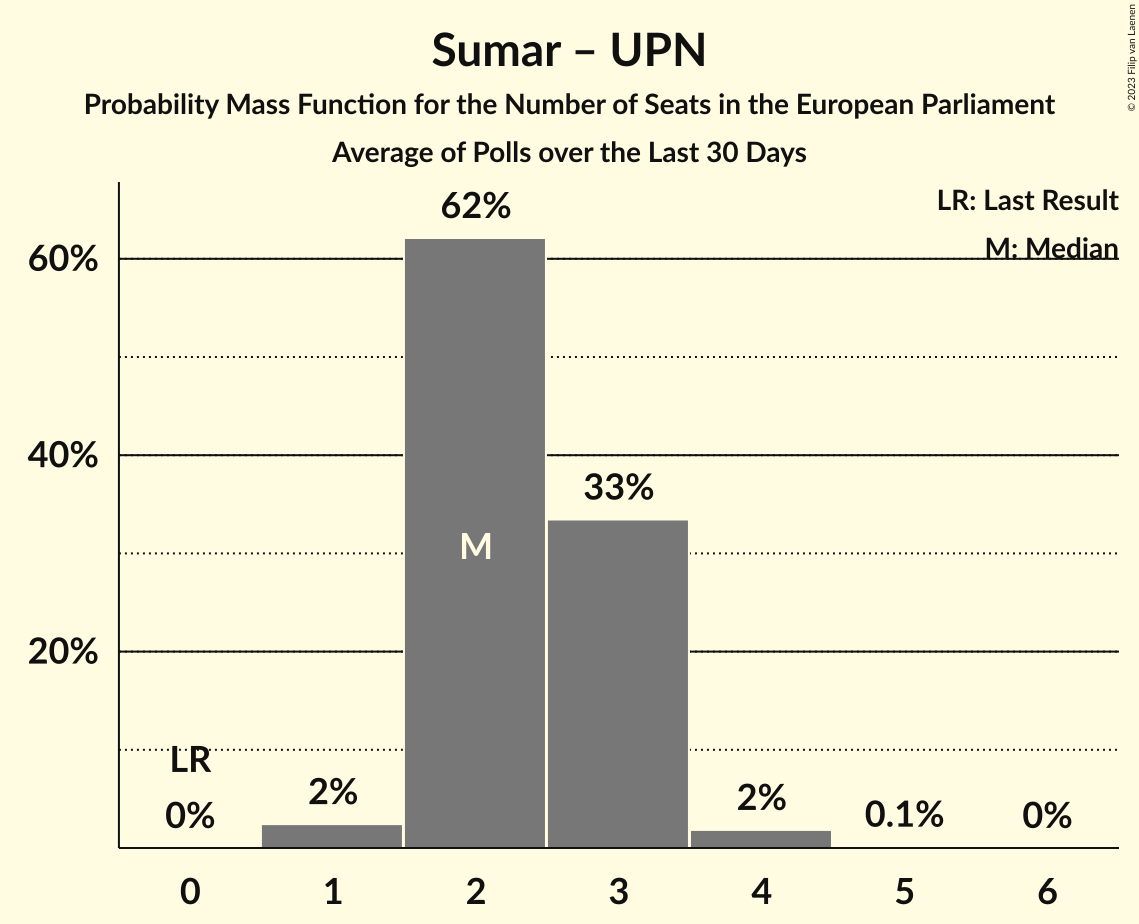 Sumar – UPN
Probability Mass Function for the Number of Seats in the European Parliament
Average of Polls over the Last 30 Days
© 2023 Filip van Laenen
LR: Last Result
M: Median
62%
60%
40%
33%
M
20%
LR
0%
2%
2%
0.1%
0%
0 1 2 3 4 5 6